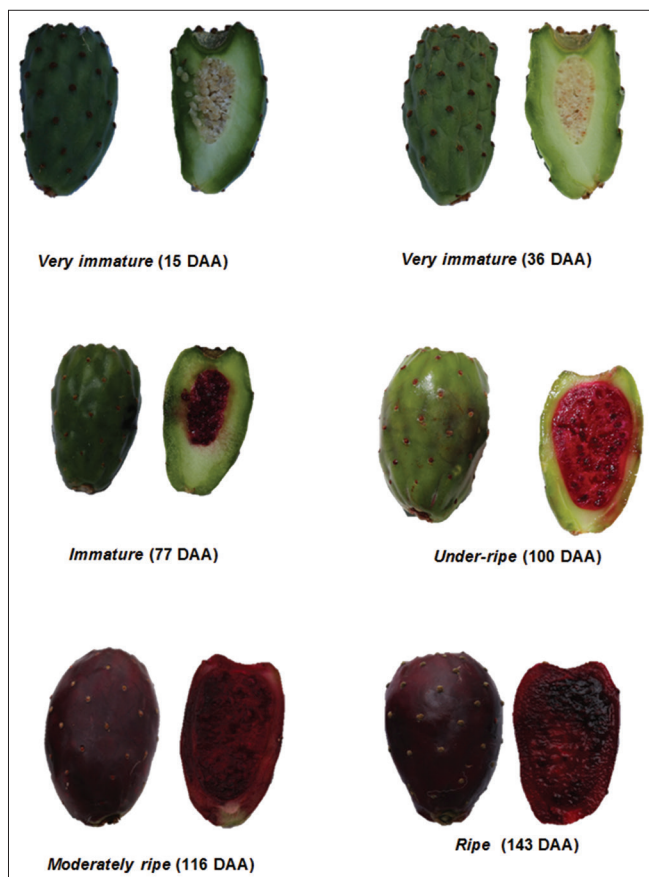 Very immature (15 DAA)
Very immature (36 DAA)
Immature (77 DAA)
Under-ripe (100 DAA)
Moderately ripe (116 DAA)
Ripe (143 DAA)